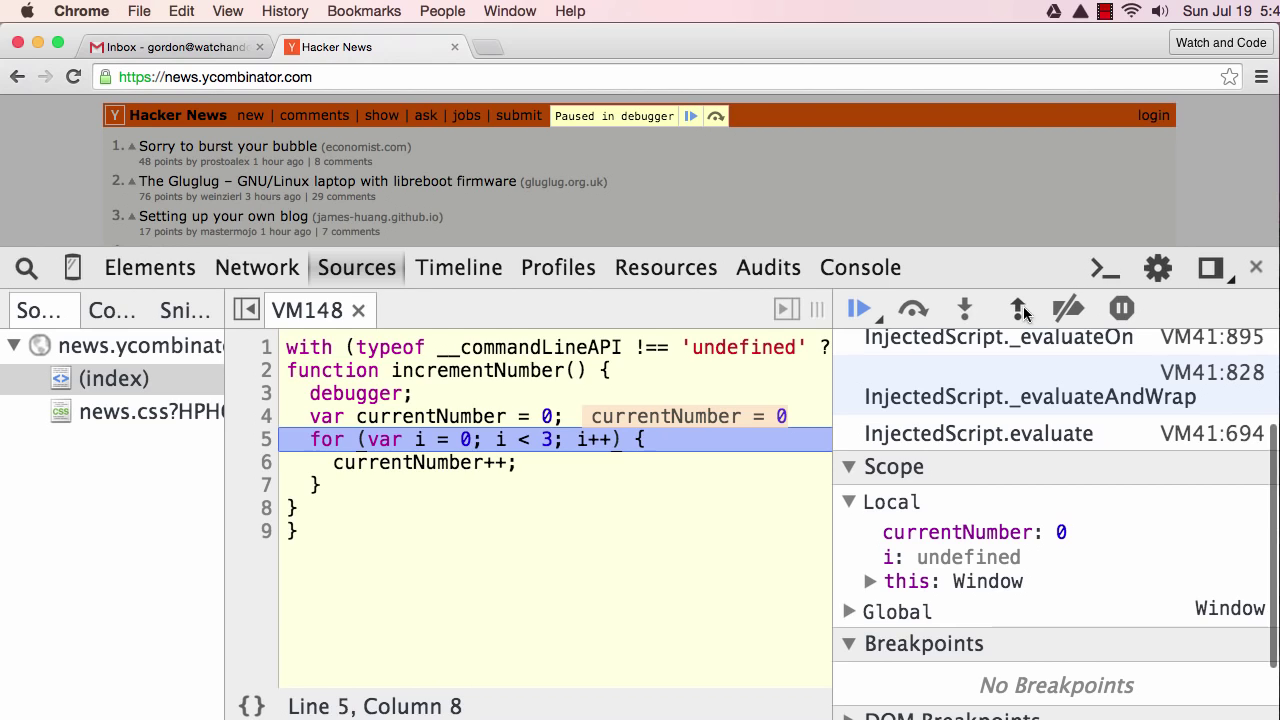 Chrome File Edit View History Bookmarks People Window Help Sun Jul 19 5:4
Inbox - gordon@watchand Hacker News Watch and Code
https://news.ycombinator.com
Y Hacker News new | comments | show | ask | jobs | submit Paused in debugger login
1. Sorry to burst your bubble (economist.com)
48 points by prostoalex 1 hour ago | 8 comments
2. The Gluglug – GNU/Linux laptop with libreboot firmware (gluglug.org.uk)
76 points by weinzierl 3 hours ago | 29 comments
3. Setting up your own blog (james-huang.github.io)
17 points by mastermojo 1 hour ago | 7 comments
Elements Network Sources Timeline Profiles Resources Audits Console
So... Co... Sni... VM148
news.ycombinat
(index)
news.css?HPH
1 with (typeof __commandLineAPI !== 'undefined' ?
2 function incrementNumber() {
3 debugger;
4 var currentNumber = 0; currentNumber = 0
5 for (var i = 0; i < 3; i++) {
6 currentNumber++;
7 }
8 }
9 }
{} Line 5, Column 8
InjectedScript._evaluateOn VM41:895
VM41:828
InjectedScript._evaluateAndWrap
InjectedScript.evaluate VM41:694
Scope
Local
currentNumber: 0
i: undefined
this: Window
Global Window
Breakpoints
No Breakpoints
DOM Breakpoints